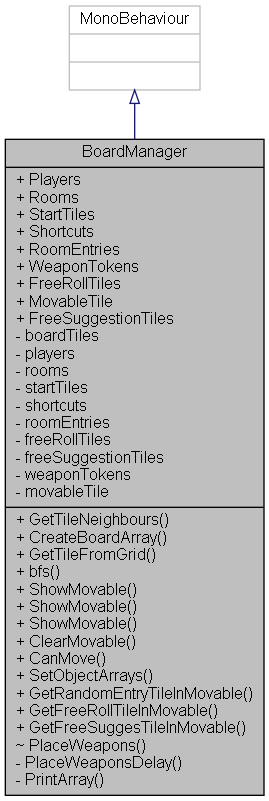 MonoBehaviour
BoardManager
+ Players
+ Rooms
+ StartTiles
+ Shortcuts
+ RoomEntries
+ WeaponTokens
+ FreeRollTiles
+ MovableTile
+ FreeSuggestionTiles
- boardTiles
- players
- rooms
- startTiles
- shortcuts
- roomEntries
- freeRollTiles
- freeSuggestionTiles
- weaponTokens
- movableTile
+ GetTileNeighbours()
+ CreateBoardArray()
+ GetTileFromGrid()
+ bfs()
+ ShowMovable()
+ ShowMovable()
+ ShowMovable()
+ ClearMovable()
+ CanMove()
+ SetObjectArrays()
+ GetRandomEntryTileInMovable()
+ GetFreeRollTileInMovable()
+ GetFreeSuggesTileInMovable()
~ PlaceWeapons()
- PlaceWeaponsDelay()
- PrintArray()